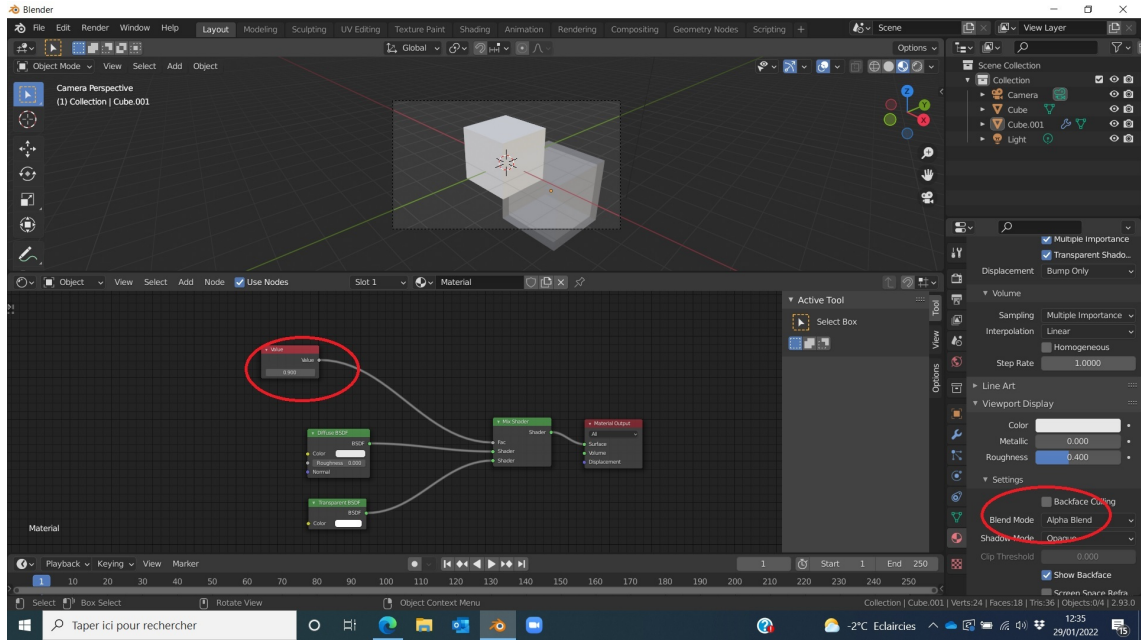 Blender
File Edit Render Window Help Layout Modeling Sculpting UV Editing Texture Paint Shading Animation Rendering Compositing Geometry Nodes Scripting + Scene View Layer
Global Options
Object Mode View Select Add Object
Camera Perspective
(1) Collection | Cube.001
Z
Y
X
Scene Collection
Collection
Camera
Cube
Cube.001
Light
Multiple Importance
Transparent Shado...
Displacement Bump Only
Volume
Sampling Multiple Importance
Interpolation Linear
Homogeneous
Step Rate 1.0000
Line Art
Viewport Display
Color
Metallic 0.000
Roughness 0.400
Settings
Backface Culling
Blend Mode Alpha Blend
Shadow Mode Opaque
Clip Threshold 0.000
Show Backface
Screen Space Refra
Object View Select Add Node Use Nodes Slot 1 Material
Active Tool
Select Box
Tool
View
Options
Value
Value
0.900
Diffuse BSDF
BSDF
Color
Roughness 0.000
Normal
Transparent BSDF
BSDF
Color
Mix Shader
Shader
Fac
Shader
Shader
Material Output
All
Surface
Volume
Displacement
Material
Playback Keying View Marker 1 Start 1 End 250
1 10 20 30 40 50 60 70 80 90 100 110 120 130 140 150 160 170 180 190 200 210 220 230 240 250
Select Box Select Rotate View Object Context Menu Collection | Cube.001 | Verts:24 | Faces:18 | Tris:36 | Objects:0/4 | 2.93.0
Taper ici pour rechercher -2°C Eclaircies 12:35
29/01/2022
15